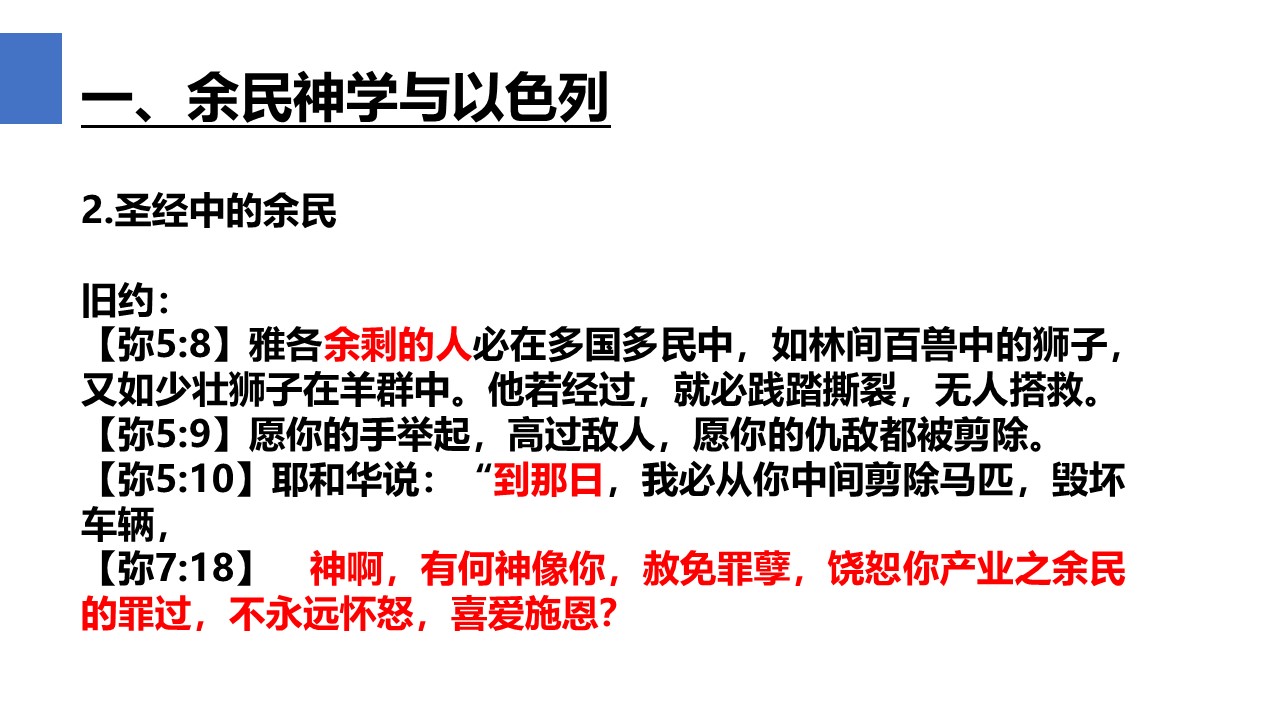 一、余民神学与以色列
2.圣经中的余民
旧约：
【弥5:8】雅各余剩的人必在多国多民中，如林间百兽中的狮子，
又如少壮狮子在羊群中。他若经过，就必践踏撕裂，无人搭救。
【弥5:9】愿你的手举起，高过敌人，愿你的仇敌都被剪除。
【弥5:10】耶和华说：“到那日，我必从你中间剪除马匹，毁坏
车辆，
【弥7:18】　神啊，有何神像你，赦免罪孽，饶恕你产业之余民
的罪过，不永远怀怒，喜爱施恩？